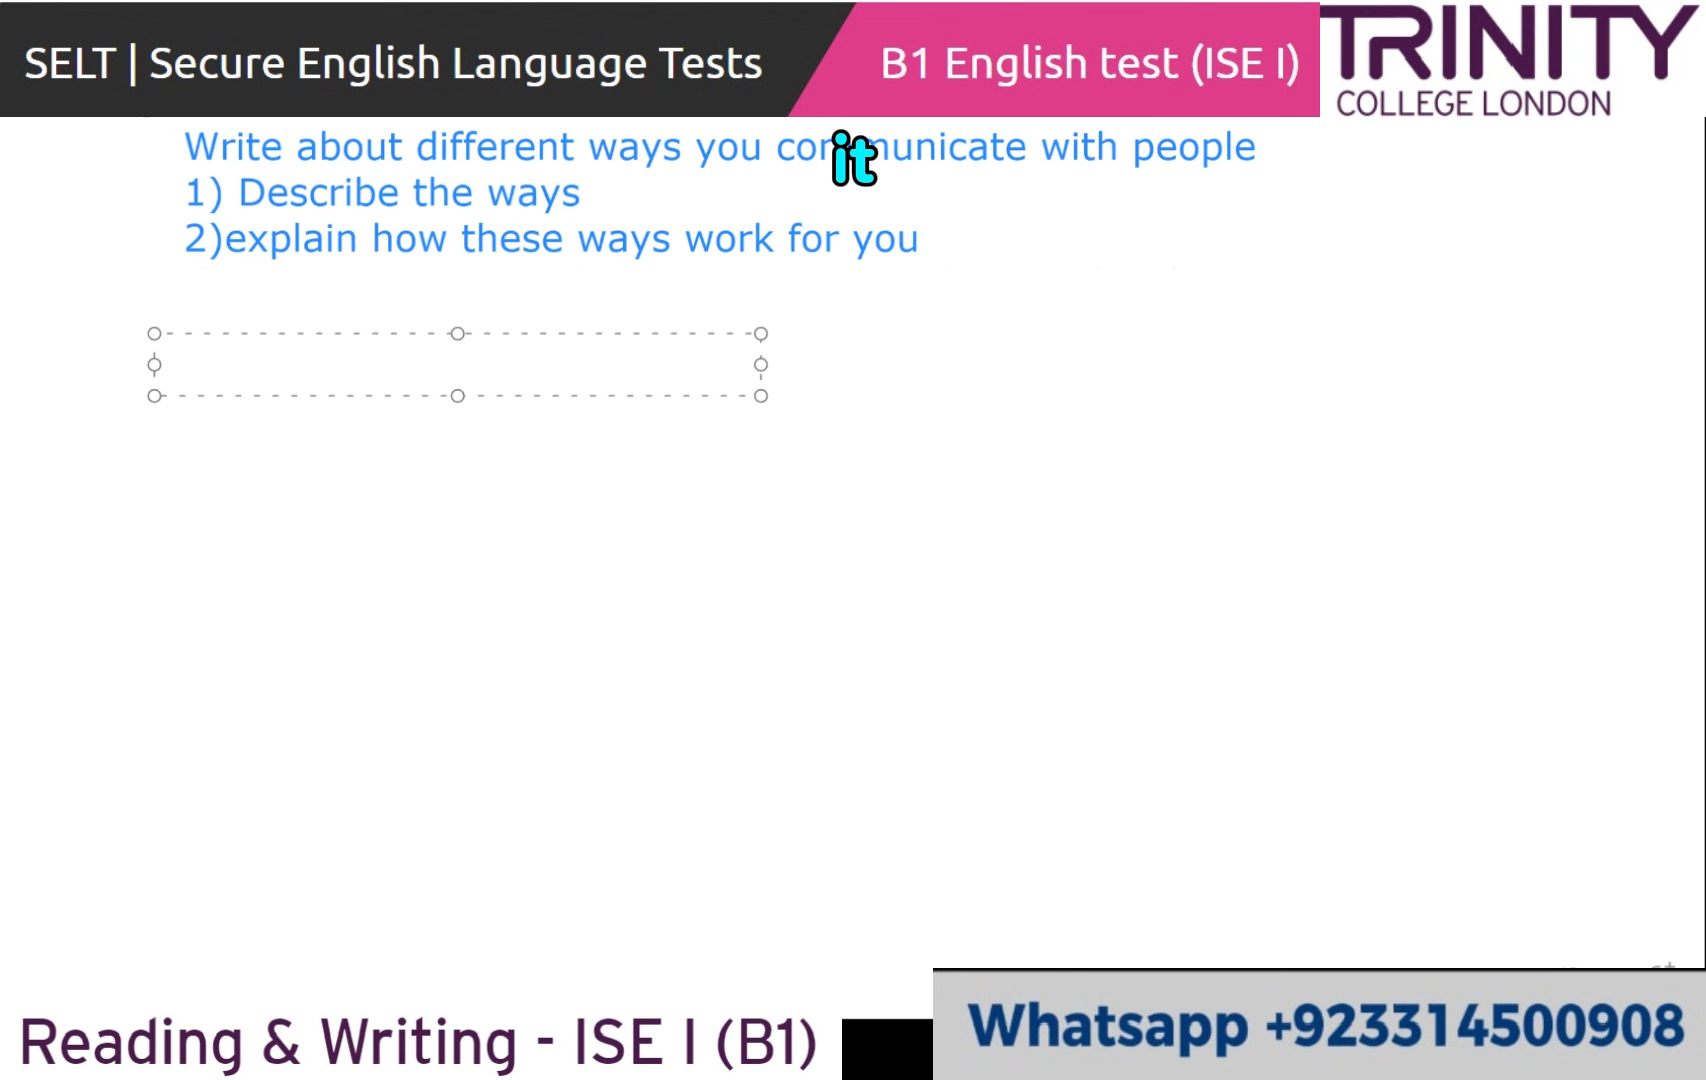 SELT | Secure English Language Tests
B1 English test (ISE I)
TRINITY
COLLEGE LONDON
Write about different ways you communicate with people
it
1) Describe the ways
2)explain how these ways work for you
Reading & Writing - ISE I (B1)
Whatsapp +923314500908